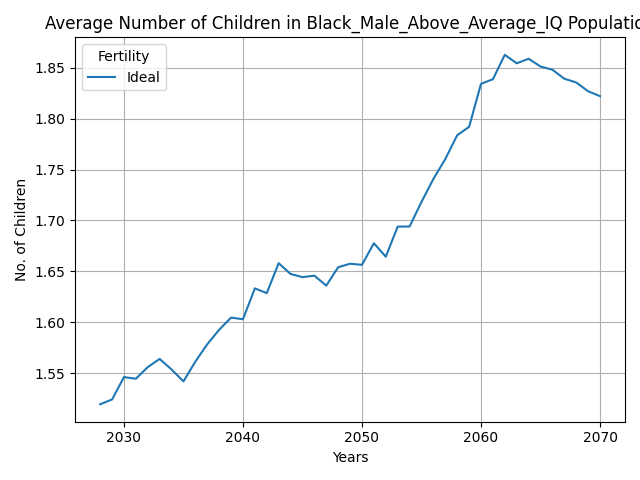 Average Number of Children in Black_Male_Above_Average_IQ Populatio
Fertility
Ideal
No. of Children
1.85
1.80
1.75
1.70
1.65
1.60
1.55
2030 2040 2050 2060 2070
Years